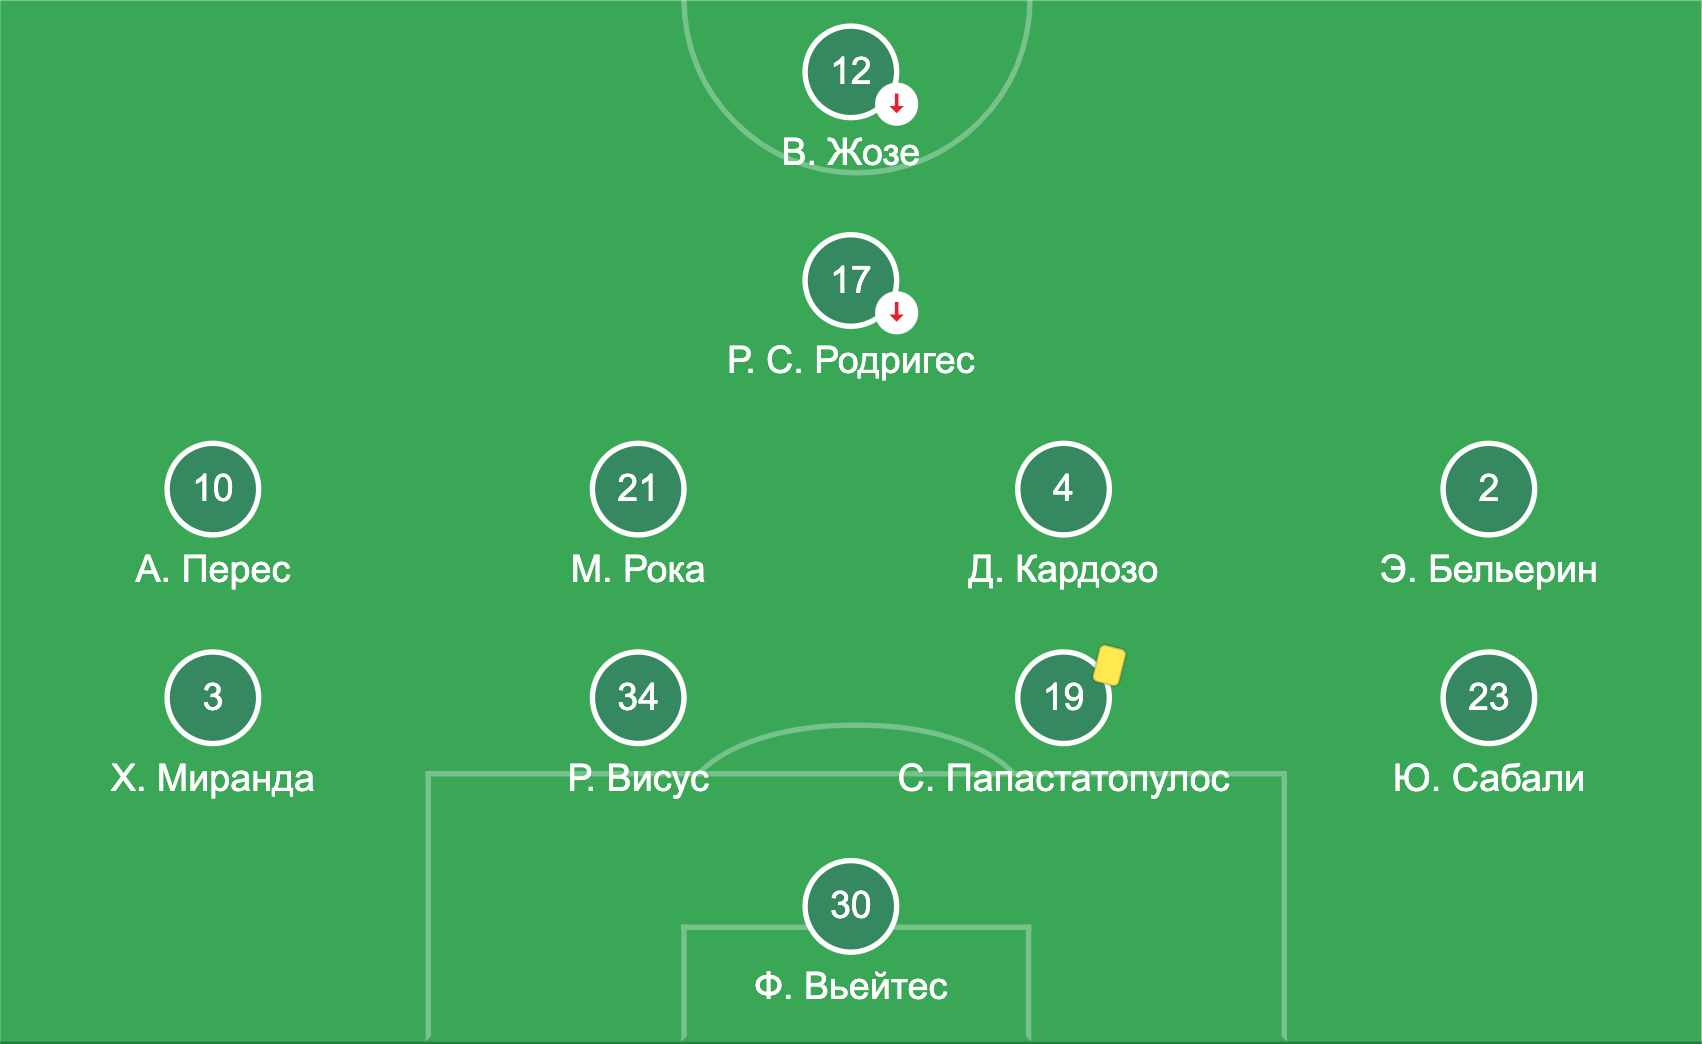 12
В. Жозе
17
Р. С. Родригес
10 21 4 2
А. Перес М. Рока Д. Кардозо Э. Бельерин
3 34 19 23
Х. Миранда Р. Висус С. Папастатопулос Ю. Сабали
30
Ф. Вьейтес